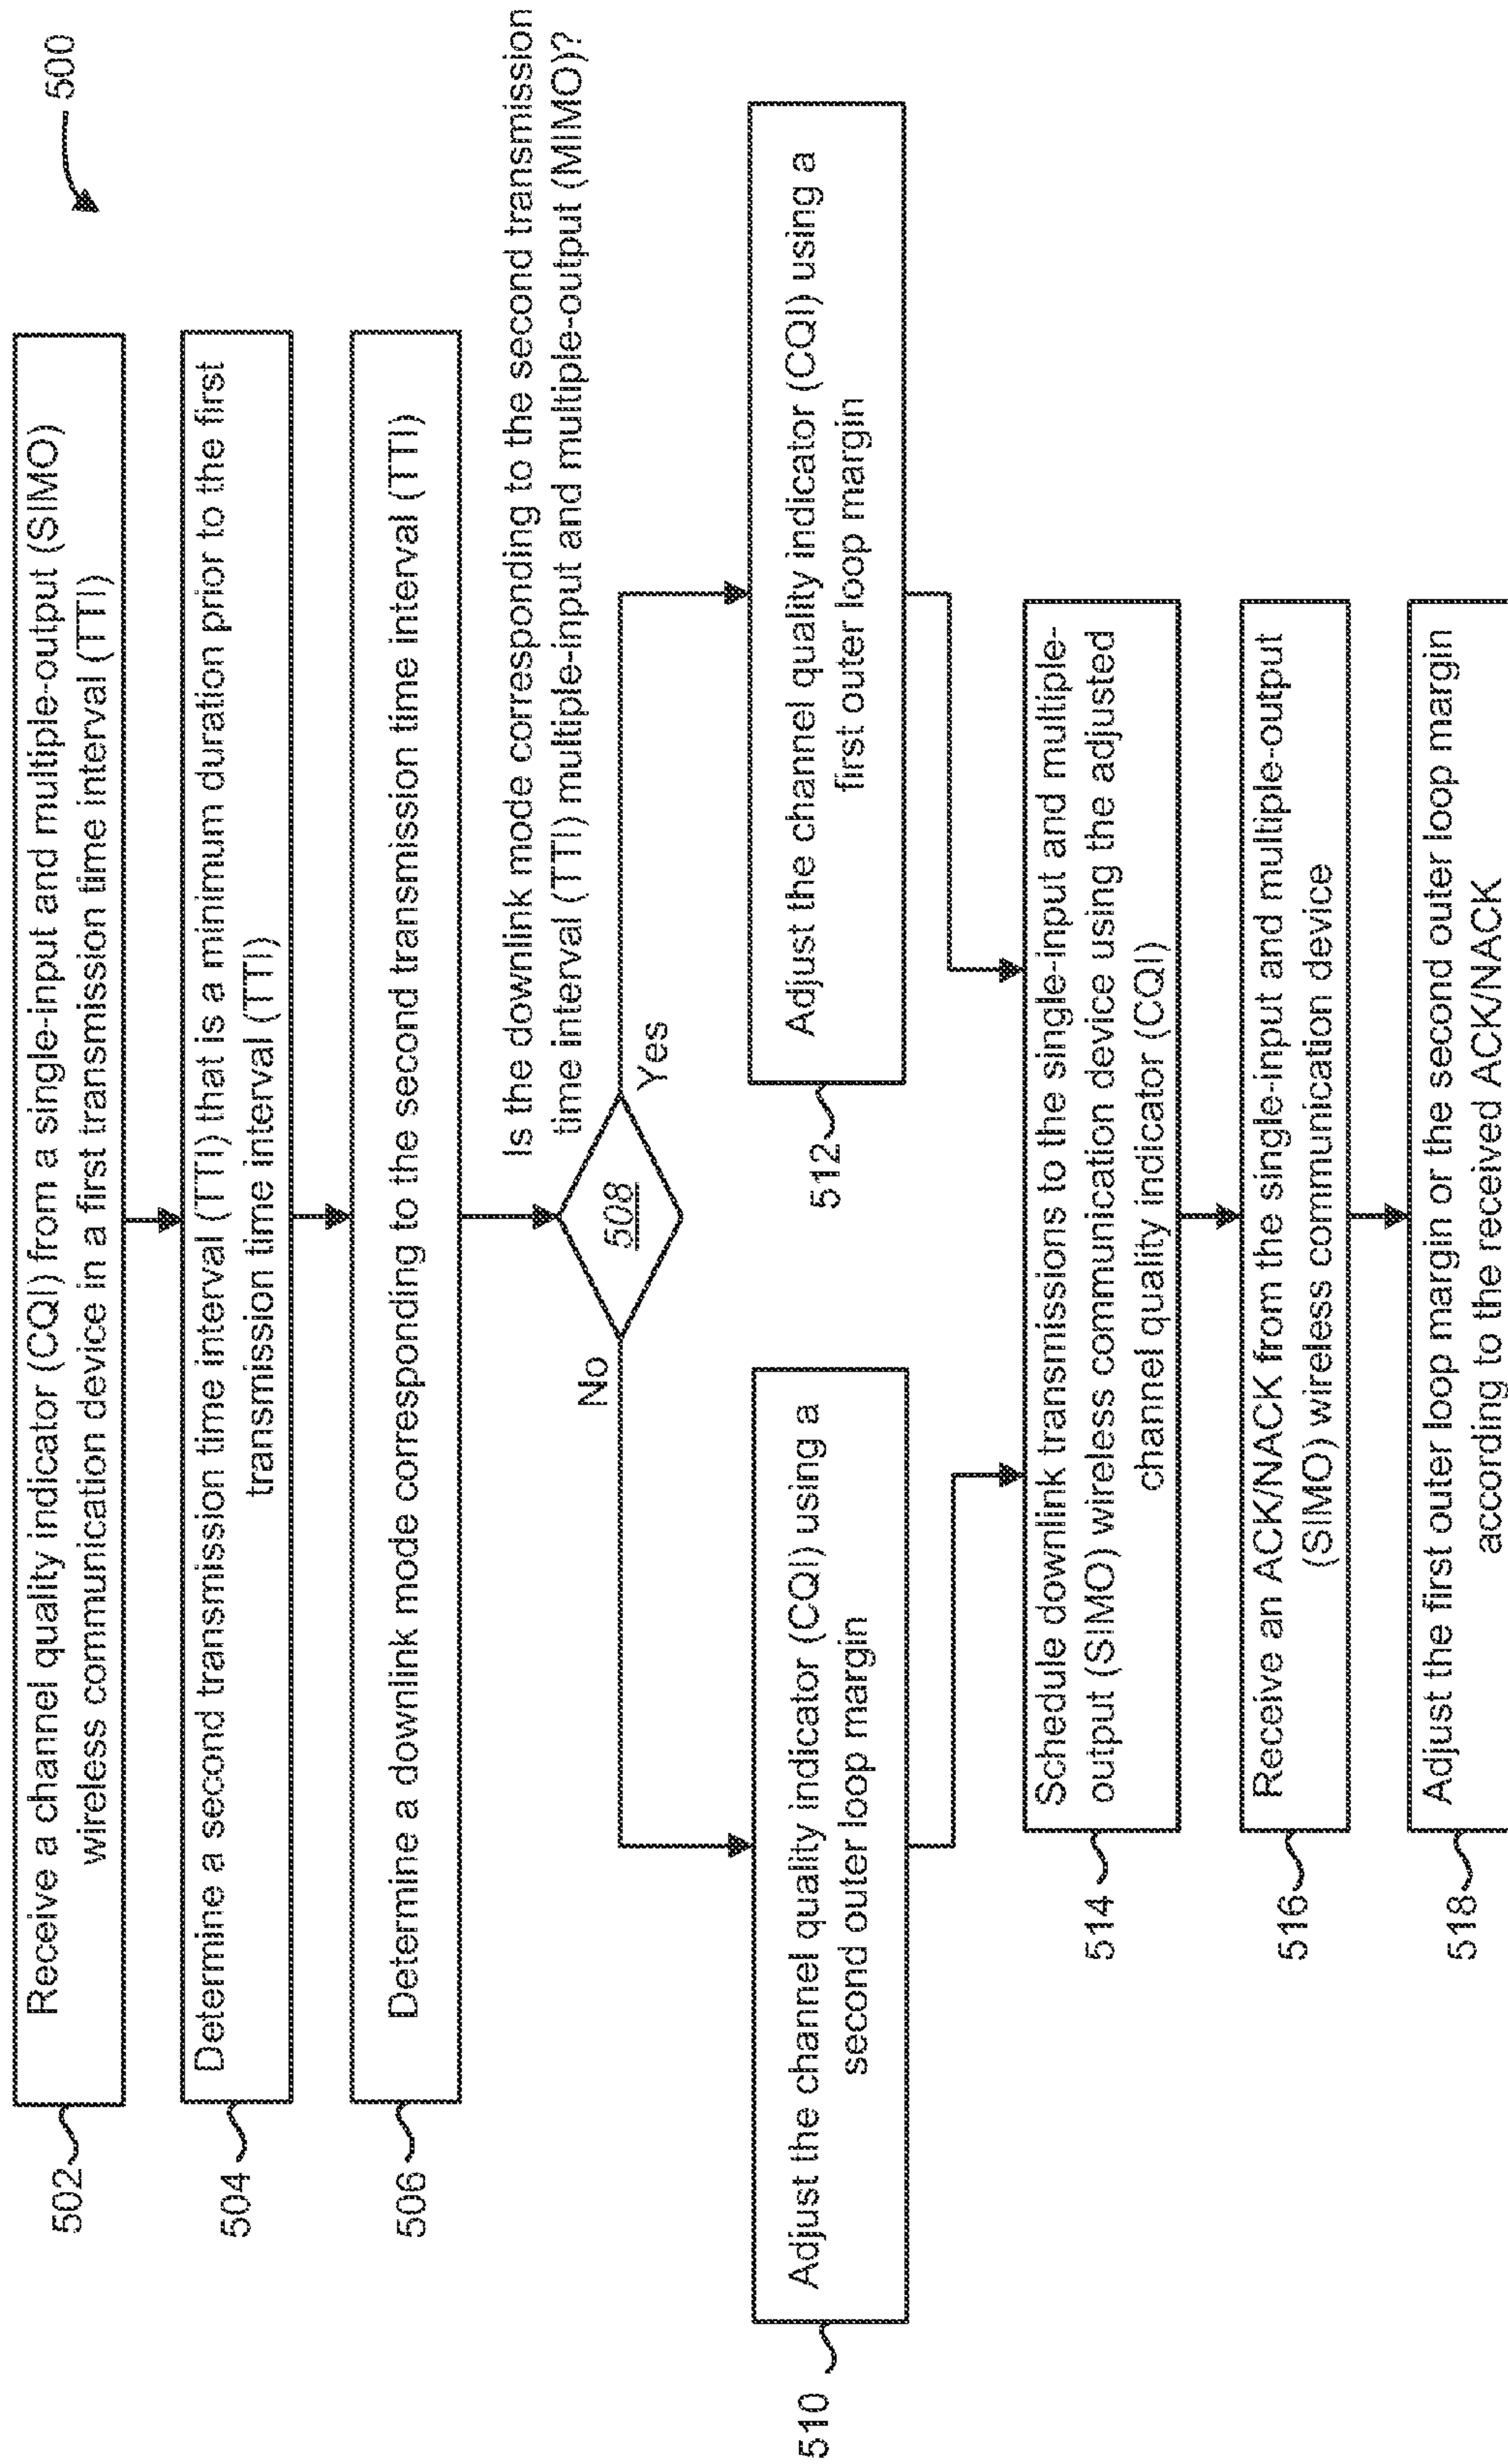 500
502
Receive a channel quality indicator (CQI) from a single-input and multiple-output (SIMO)
wireless communication device in a first transmission time interval (TTI)
504
Determine a second transmission time interval (TTI) that is a minimum duration prior to the first
transmission time interval (TTI)
506
Determine a downlink mode corresponding to the second transmission time interval (TTI)
Is the downlink mode corresponding to the second transmission
time interval (TTI) multiple-input and multiple-output (MIMO)?
508
No
Yes
510
Adjust the channel quality indicator (CQI) using a
second outer loop margin
512
Adjust the channel quality indicator (CQI) using a
first outer loop margin
514
Schedule downlink transmissions to the single-input and multiple-
output (SIMO) wireless communication device using the adjusted
channel quality indicator (CQI)
516
Receive an ACK/NACK from the single-input and multiple-output
(SIMO) wireless communication device
518
Adjust the first outer loop margin or the second outer loop margin
according to the received ACK/NACK